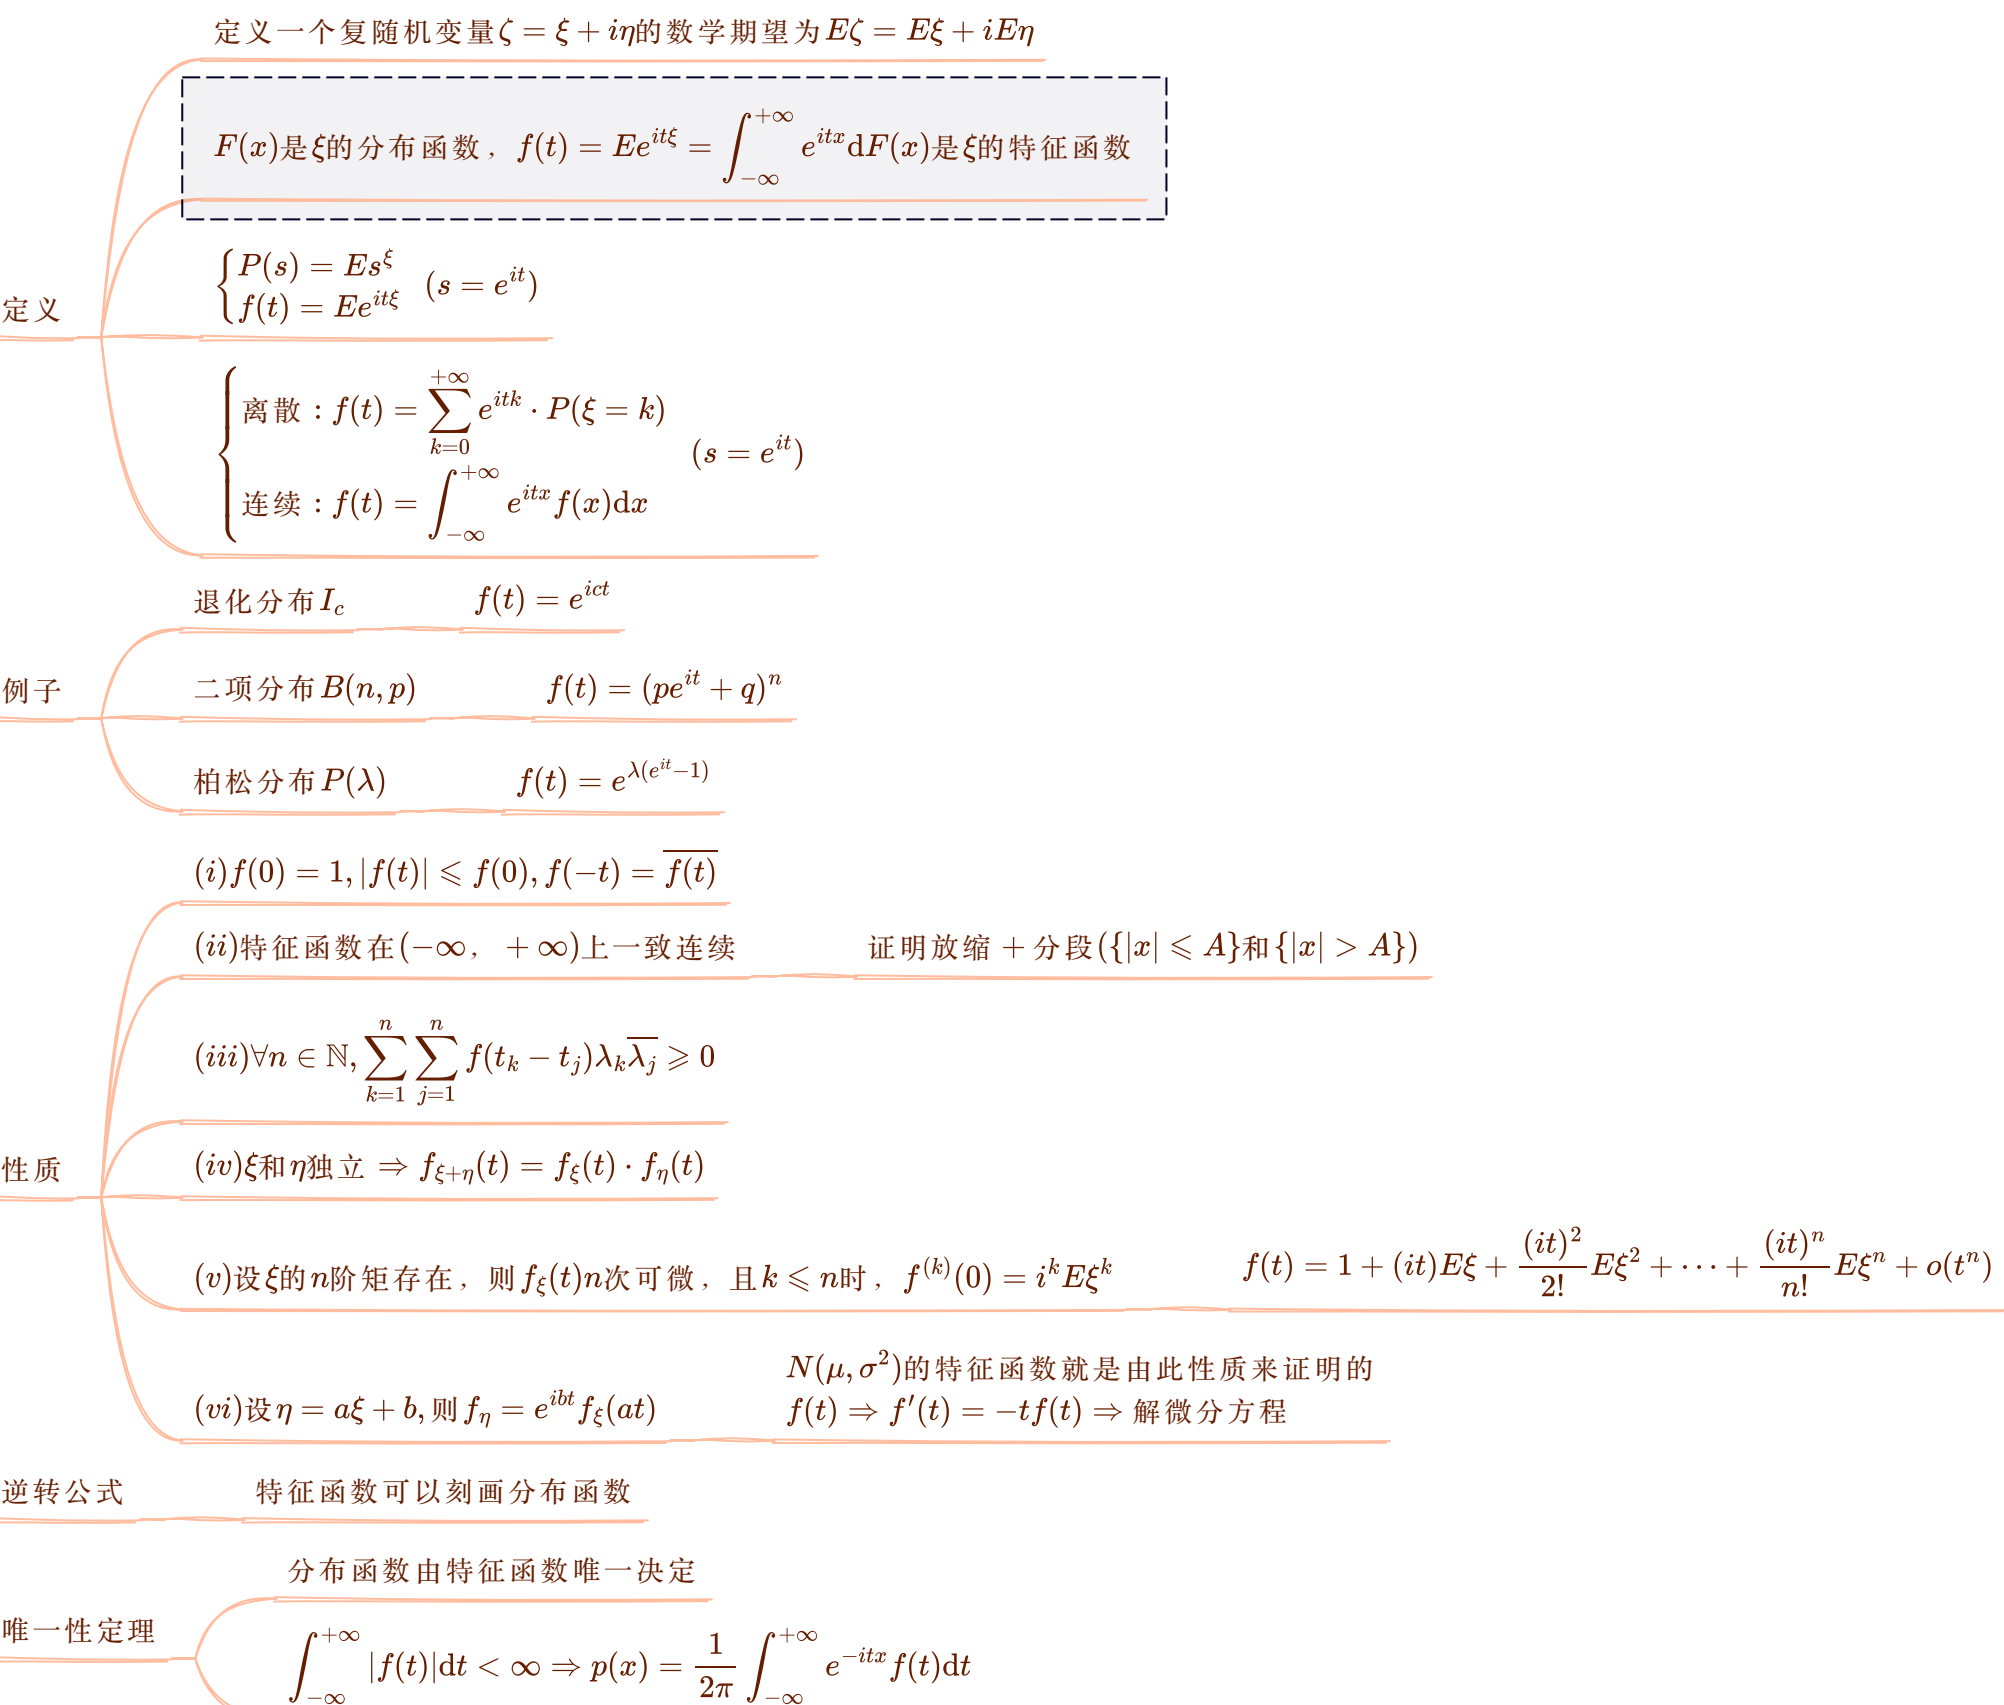 定义
定义一个复随机变量ζ = ξ + iη的数学期望为Eζ = Eξ + iEη
F(x)是ξ的分布函数，f(t) = Ee^{itξ} = ∫_{-∞}^{+∞} e^{itx}dF(x)是ξ的特征函数
{P(s) = Es^ξ
f(t) = Ee^{itξ} (s = e^{it})
{离散：f(t) = ∑_{k=0}^{+∞} e^{itk} · P(ξ = k)
连续：f(t) = ∫_{-∞}^{+∞} e^{itx} f(x)dx (s = e^{it})
例子
退化分布I_c
f(t) = e^{ict}
二项分布B(n, p)
f(t) = (pe^{it} + q)^n
柏松分布P(λ)
f(t) = e^{λ(e^{it}-1)}
性质
(i)f(0) = 1, |f(t)| ⩽ f(0), f(−t) = \overline{f(t)}
(ii)特征函数在(−∞， +∞)上一致连续
证明放缩 + 分段({|x| ⩽ A}和{|x| > A})
(iii)∀n ∈ ℕ, ∑_{k=1}^{n} ∑_{j=1}^{n} f(t_k − t_j)λ_k\overline{λ_j} ⩾ 0
(iv)ξ和η独立 ⇒ f_{ξ+η}(t) = f_ξ(t) · f_η(t)
(v)设ξ的n阶矩存在，则f_ξ(t)n次可微，且k ⩽ n时，f^{(k)}(0) = i^k Eξ^k
f(t) = 1 + (it)Eξ + \frac{(it)^2}{2!}Eξ^2 + ··· + \frac{(it)^n}{n!}Eξ^n + o(t^n)
(vi)设η = aξ + b,则f_η = e^{ibt} f_ξ(at)
N(μ, σ^2)的特征函数就是由此性质来证明的
f(t) ⇒ f′(t) = −tf(t) ⇒ 解微分方程
逆转公式
特征函数可以刻画分布函数
唯一性定理
分布函数由特征函数唯一决定
∫_{-∞}^{+∞} |f(t)|dt < ∞ ⇒ p(x) = \frac{1}{2π} ∫_{-∞}^{+∞} e^{-itx} f(t)dt